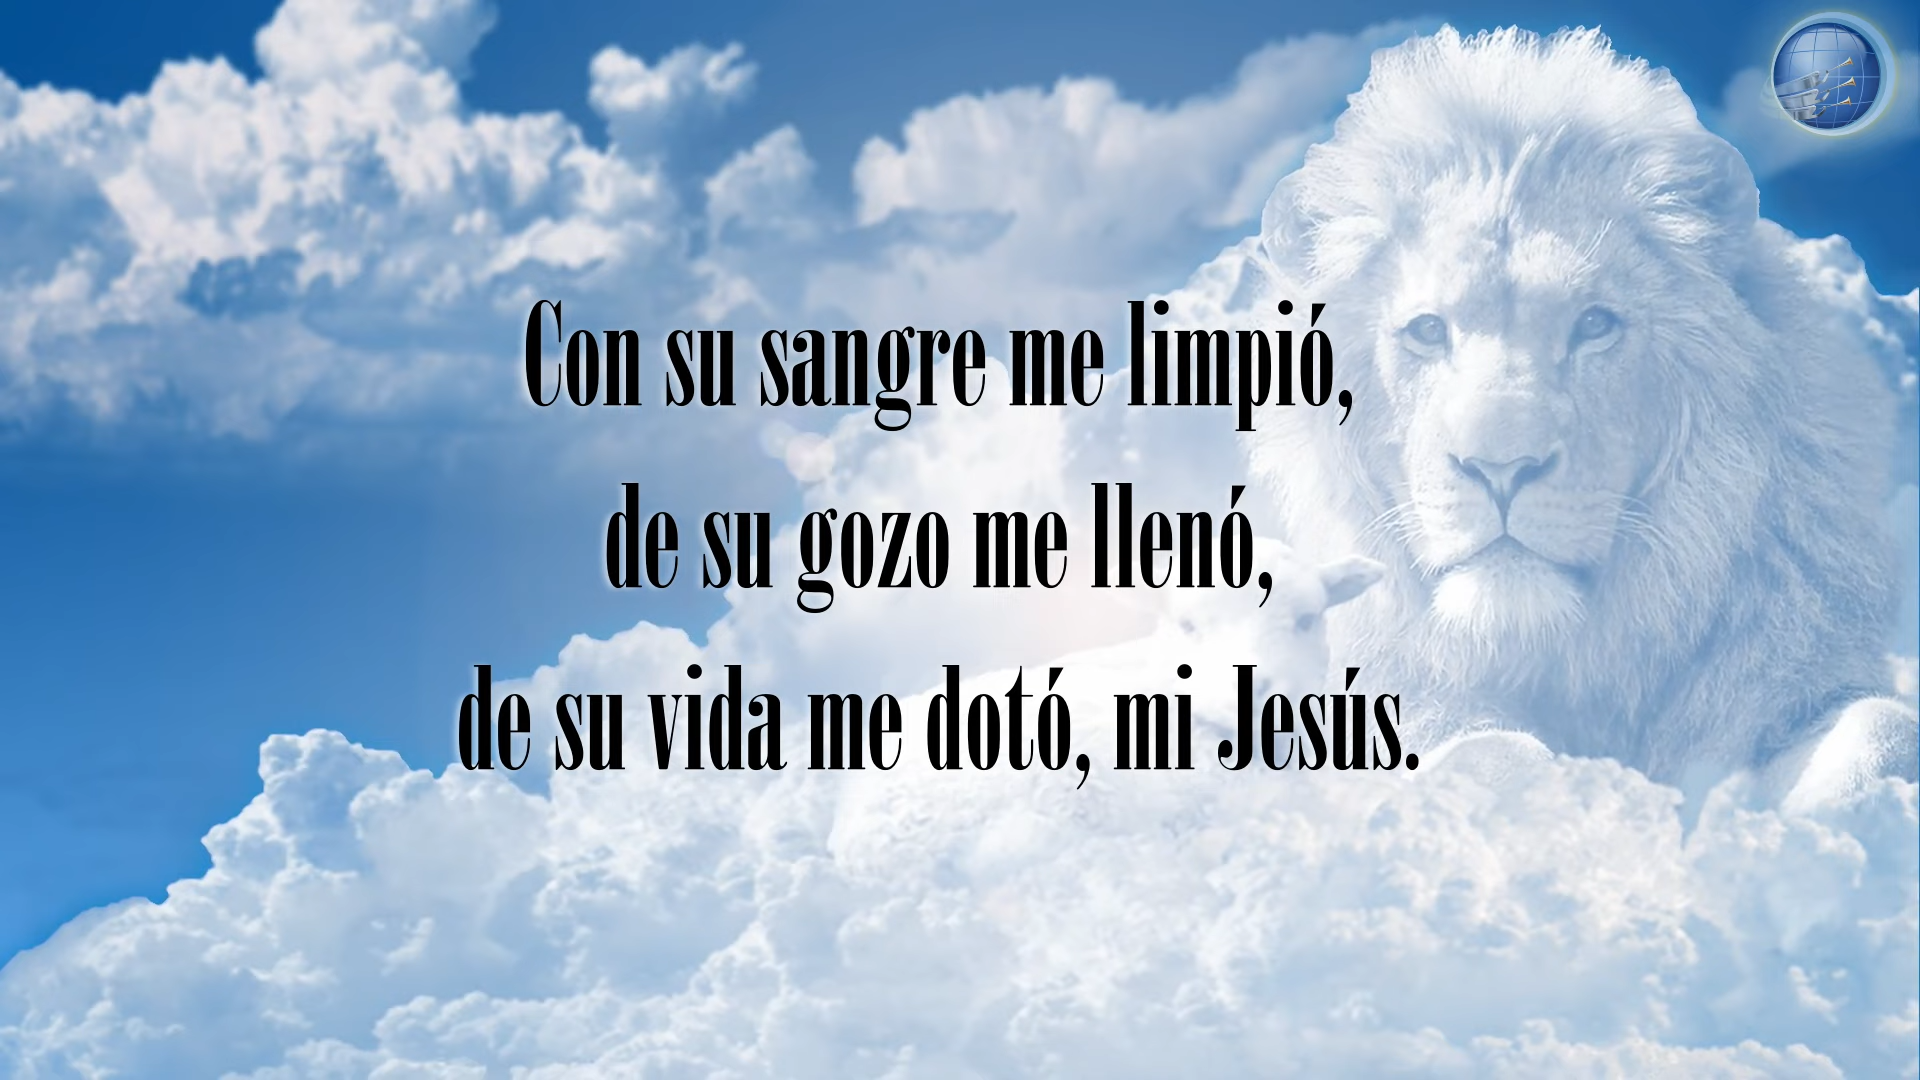 Con su sangre me limpió,
de su gozo me llenó,
de su vida me dotó, mi Jesús.